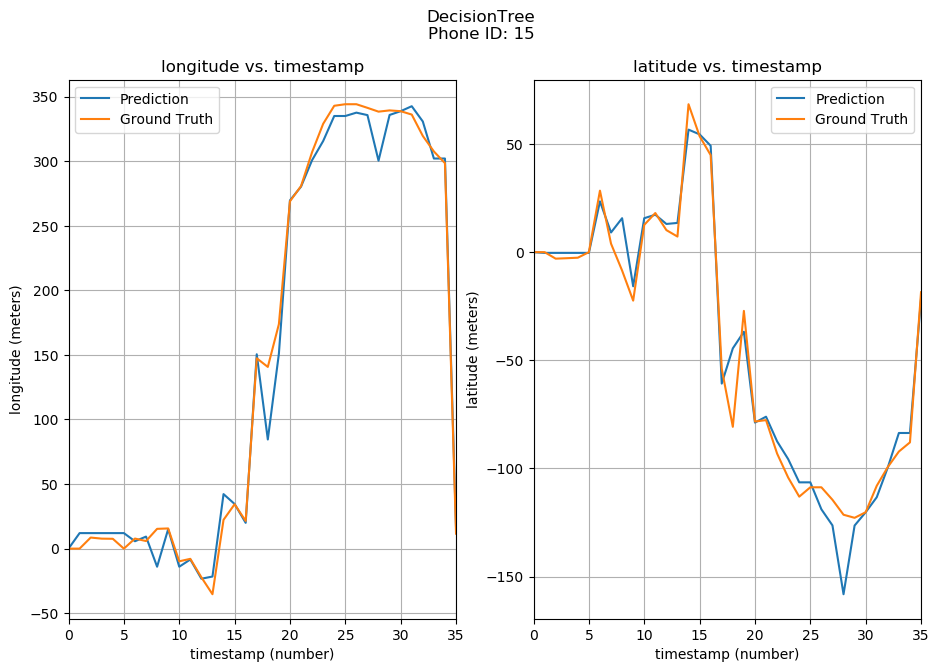 DecisionTree
Phone ID: 15
longitude vs. timestamp
Prediction
Ground Truth
350
300
250
200
150
100
50
0
−50
longitude (meters)
0 5 10 15 20 25 30 35
timestamp (number)
latitude vs. timestamp
Prediction
Ground Truth
50
0
−50
−100
−150
latitude (meters)
0 5 10 15 20 25 30 35
timestamp (number)